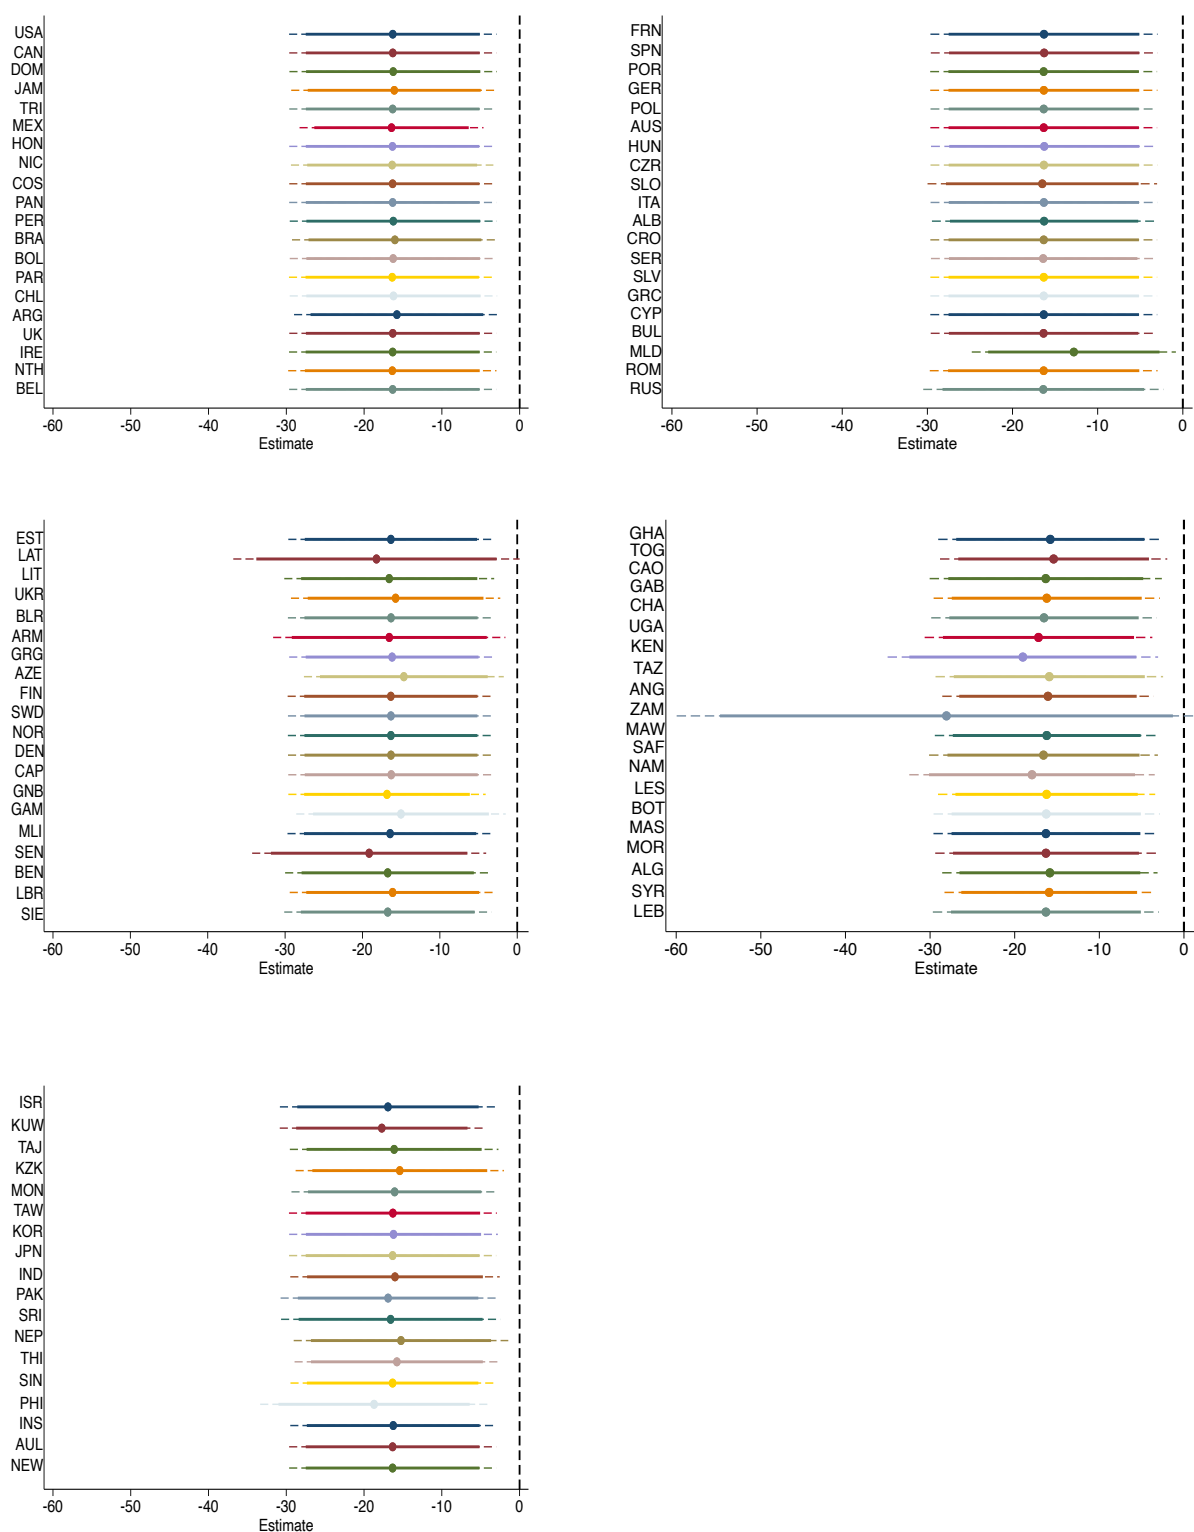 USA
CAN
DOM
JAM
TRI
MEX
HON
NIC
COS
PAN
PER
BRA
BOL
PAR
CHL
ARG
UK
IRE
NTH
BEL
-60 -50 -40 -30 -20 -10 0
Estimate
FRN
SPN
POR
GER
POL
AUS
HUN
CZR
SLO
ITA
ALB
CRO
SER
SLV
GRC
CYP
BUL
MLD
ROM
RUS
-60 -50 -40 -30 -20 -10 0
Estimate
EST
LAT
LIT
UKR
BLR
ARM
GRG
AZE
FIN
SWD
NOR
DEN
CAP
GNB
GAM
MLI
SEN
BEN
LBR
SIE
-60 -50 -40 -30 -20 -10 0
Estimate
GHA
TOG
CAO
GAB
CHA
UGA
KEN
TAZ
ANG
ZAM
MAW
SAF
NAM
LES
BOT
MAS
MOR
ALG
SYR
LEB
-60 -50 -40 -30 -20 -10 0
Estimate
ISR
KUW
TAJ
KZK
MON
TAW
KOR
JPN
IND
PAK
SRI
NEP
THI
SIN
PHI
INS
AUL
NEW
-60 -50 -40 -30 -20 -10 0
Estimate